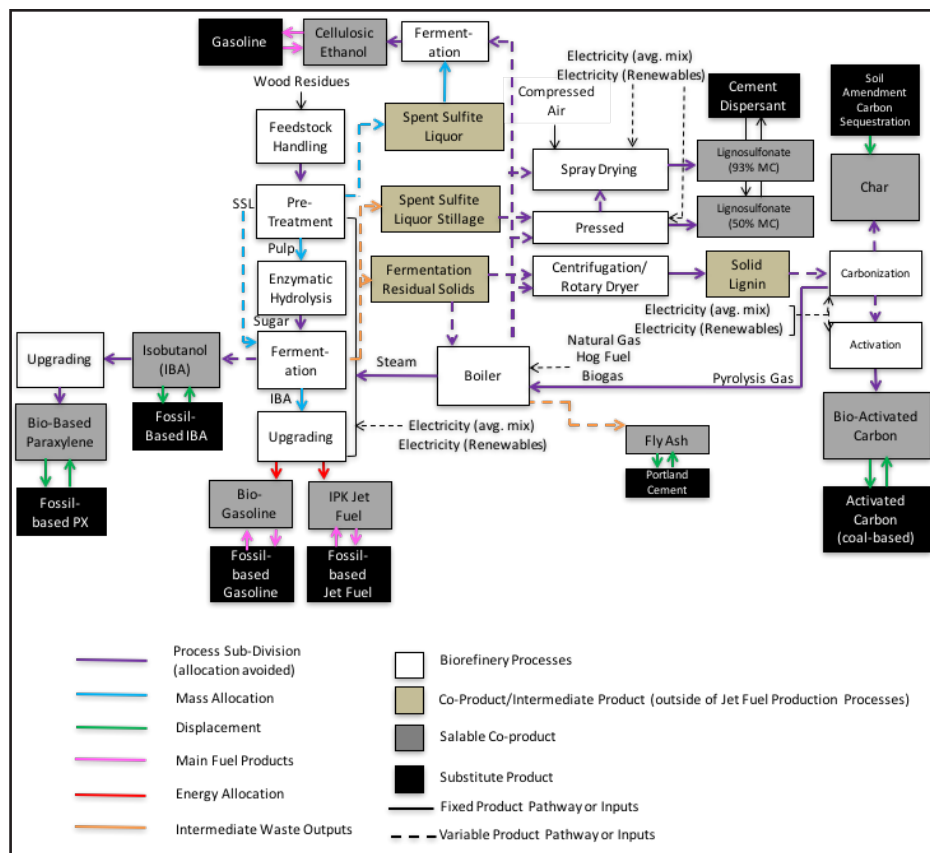 Gasoline
Cellulosic
Ethanol
Ferment-
ation
Electricity (avg. mix)
Electricity (Renewables)
Wood Residues
Compressed
Air
Cement
Dispersant
Soil
Amendment
Carbon
Sequestration
Feedstock
Handling
Spent Sulfite
Liquor
Spray Drying
Lignosulfonate
(93% MC)
Char
SSL
Pre-
Treatment
Spent Sulfite
Liquor Stillage
Pressed
Lignosulfonate
(50% MC)
Pulp
Enzymatic
Hydrolysis
Fermentation
Residual Solids
Centrifugation/
Rotary Dryer
Solid
Lignin
Carbonization
Sugar
Electricity (avg. mix)
Electricity (Renewables)
Upgrading
Isobutanol
(IBA)
Ferment-
ation
Steam
Boiler
Natural Gas
Hog Fuel
Biogas
Pyrolysis Gas
Activation
IBA
Bio-Based
Paraxylene
Fossil-
Based IBA
Upgrading
Electricity (avg. mix)
Electricity (Renewables)
Fly Ash
Bio-Activated
Carbon
Portland
Cement
Fossil-
based PX
Bio-
Gasoline
IPK Jet
Fuel
Activated
Carbon
(coal-based)
Fossil-
based
Gasoline
Fossil-
based
Jet Fuel
Process Sub-Division
(allocation avoided)
Mass Allocation
Displacement
Main Fuel Products
Energy Allocation
Intermediate Waste Outputs
Biorefinery Processes
Co-Product/Intermediate Product (outside of Jet Fuel Production Processes)
Salable Co-product
Substitute Product
Fixed Product Pathway or Inputs
Variable Product Pathway or Inputs